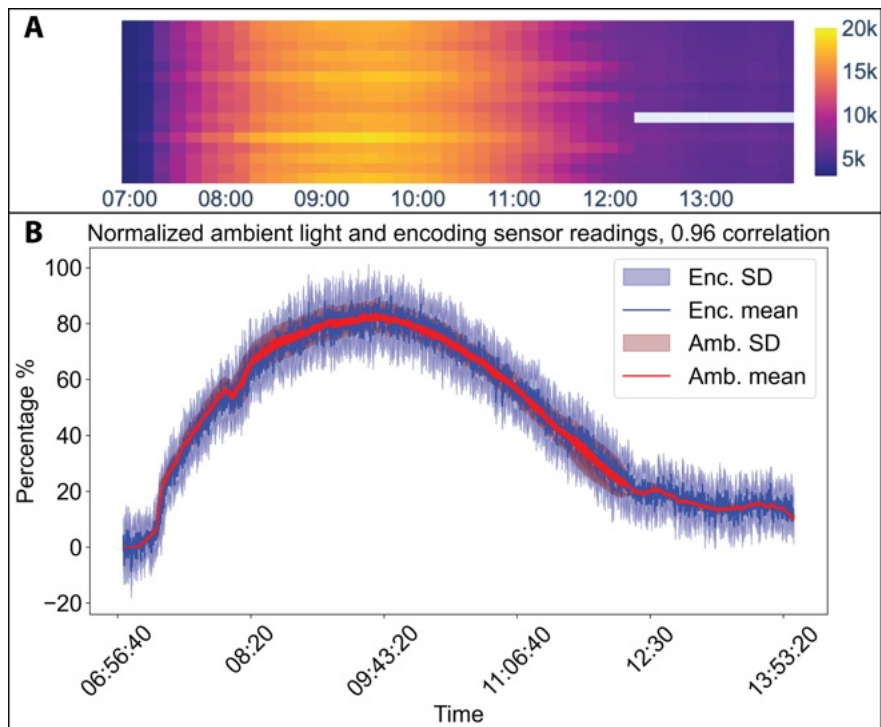 A
20k
15k
10k
5k
07:00 08:00 09:00 10:00 11:00 12:00 13:00
B
Normalized ambient light and encoding sensor readings, 0.96 correlation
Percentage %
100
80
60
40
20
0
−20
Enc. SD
Enc. mean
Amb. SD
Amb. mean
06:56:40 08:20 09:43:20 11:06:40 12:30 13:53:20
Time